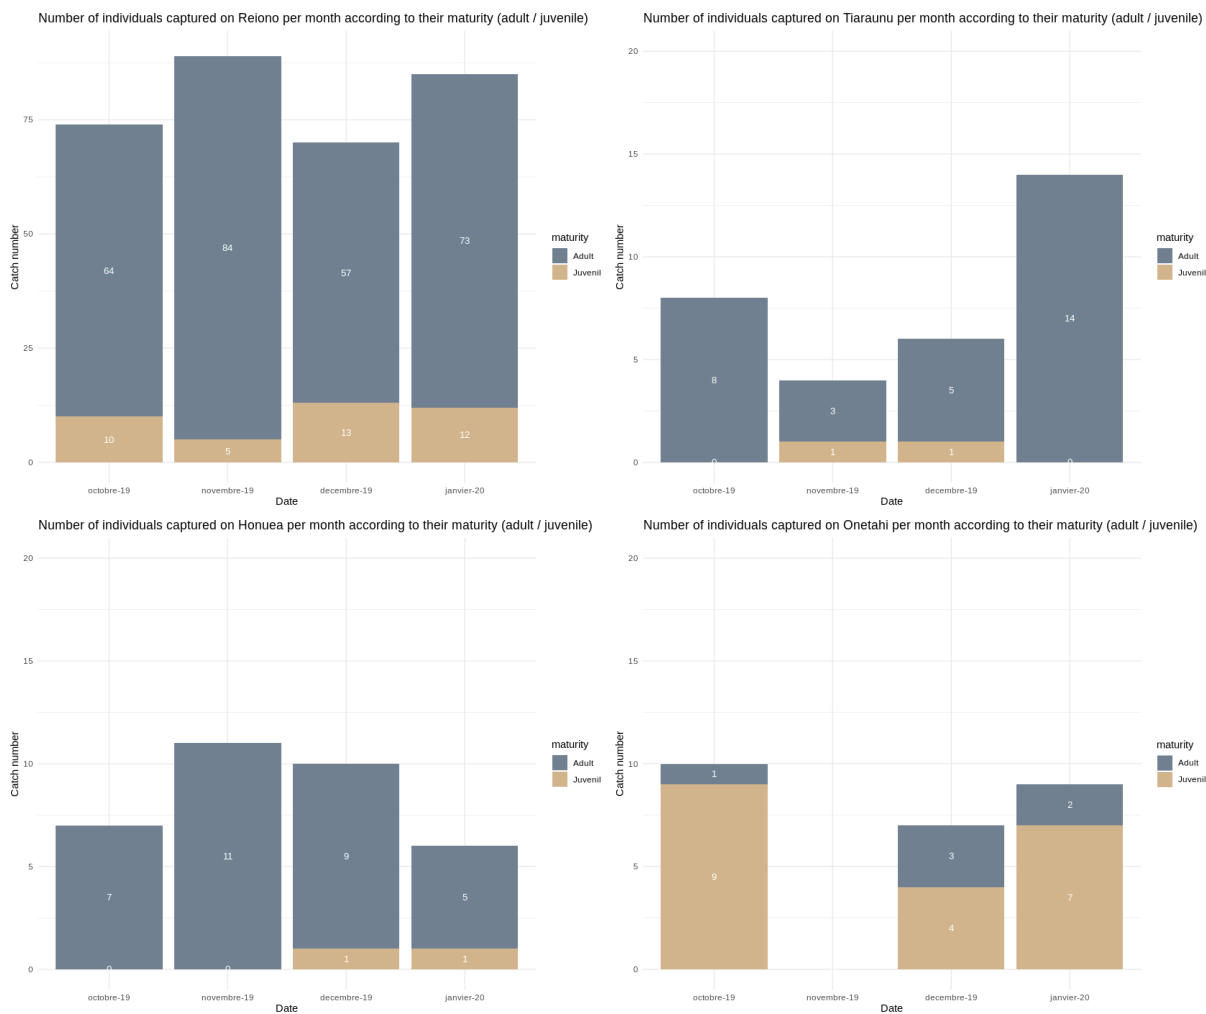 Number of individuals captured on Reiono per month according to their maturity (adult / juvenile)
75
50
25
0
Catch number
64
84
57
73
10
5
13
12
octobre-19
novembre-19
decembre-19
janvier-20
Date
maturity
Adult
Juvenil
Number of individuals captured on Tiaraunu per month according to their maturity (adult / juvenile)
20
15
10
5
0
Catch number
8
3
5
14
0
1
1
0
octobre-19
novembre-19
decembre-19
janvier-20
Date
maturity
Adult
Juvenil
Number of individuals captured on Honuea per month according to their maturity (adult / juvenile)
20
15
10
5
0
Catch number
7
11
9
5
0
0
1
1
octobre-19
novembre-19
decembre-19
janvier-20
Date
maturity
Adult
Juvenil
Number of individuals captured on Onetahi per month according to their maturity (adult / juvenile)
20
15
10
5
0
Catch number
1
3
2
9
4
7
octobre-19
novembre-19
decembre-19
janvier-20
Date
maturity
Adult
Juvenil